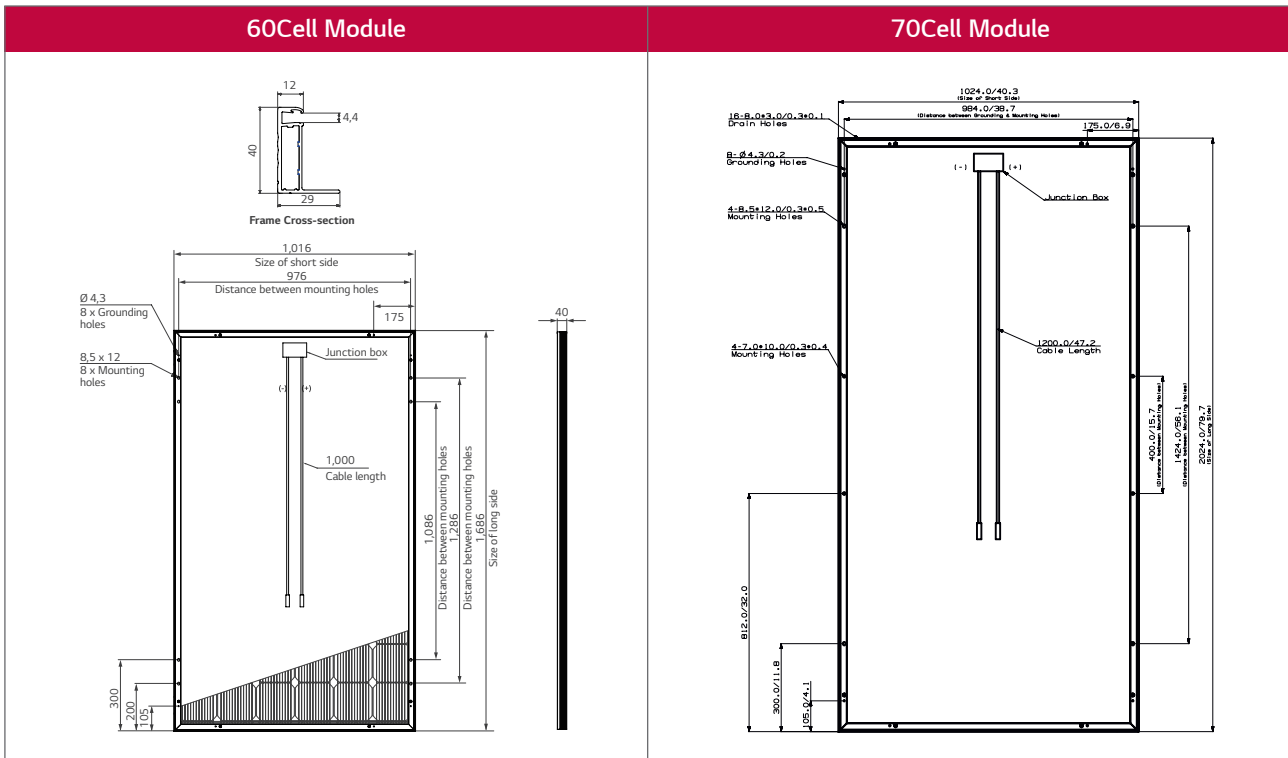 60Cell Module
12
4,4
40
29
Frame Cross-section
1,016
Size of short side
976
Distance between mounting holes
175
Ø 4,3
8 x Grounding
holes
8,5 x 12
8 x Mounting
holes
Junction box
(-)
(+)
1,000
Cable length
1,086
Distance between mounting holes
1,286
Distance between mounting holes
1,686
Size of long side
300
200
105
40
70Cell Module
1024.0/40.3
(Size of Short Side)
984.0/38.7
(Distance between Grounding & Mounting Holes)
175.0/6.9
16-8.0*3.0/0.3*0.1
Drain Holes
8-Ø4.3/0.2
Grounding Holes
4-8.5*12.0/0.3*0.5
Mounting Holes
(-)
(+)
Junction Box
4-7.0*10.0/0.3*0.4
Mounting Holes
1200.0/47.2
Cable Length
400.0/15.7
(Distance between Mounting Holes)
1424.0/56.1
(Distance between Mounting Holes)
2024.0/79.7
(Size of Long Side)
812.0/32.0
300.0/11.8
105.0/4.1